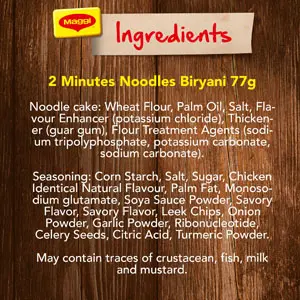 Maggi
Ingredients
2 Minutes Noodles Biryani 77g
Noodle cake: Wheat Flour, Palm Oil, Salt, Fla-
vour Enhancer (potassium chloride), Thicken-
er (guar gum), Flour Treatment Agents (sodi-
um tripolyphosphate, potassium carbonate,
sodium carbonate).
Seasoning: Corn Starch, Salt, Sugar, Chicken
Identical Natural Flavour, Palm Fat, Monoso-
dium glutamate, Soya Sauce Powder, Savory
Flavor, Savory Flavor, Leek Chips, Onion
Powder, Garlic Powder, Ribonucleotide,
Celery Seeds, Citric Acid, Turmeric Powder.
May contain traces of crustacean, fish, milk
and mustard.